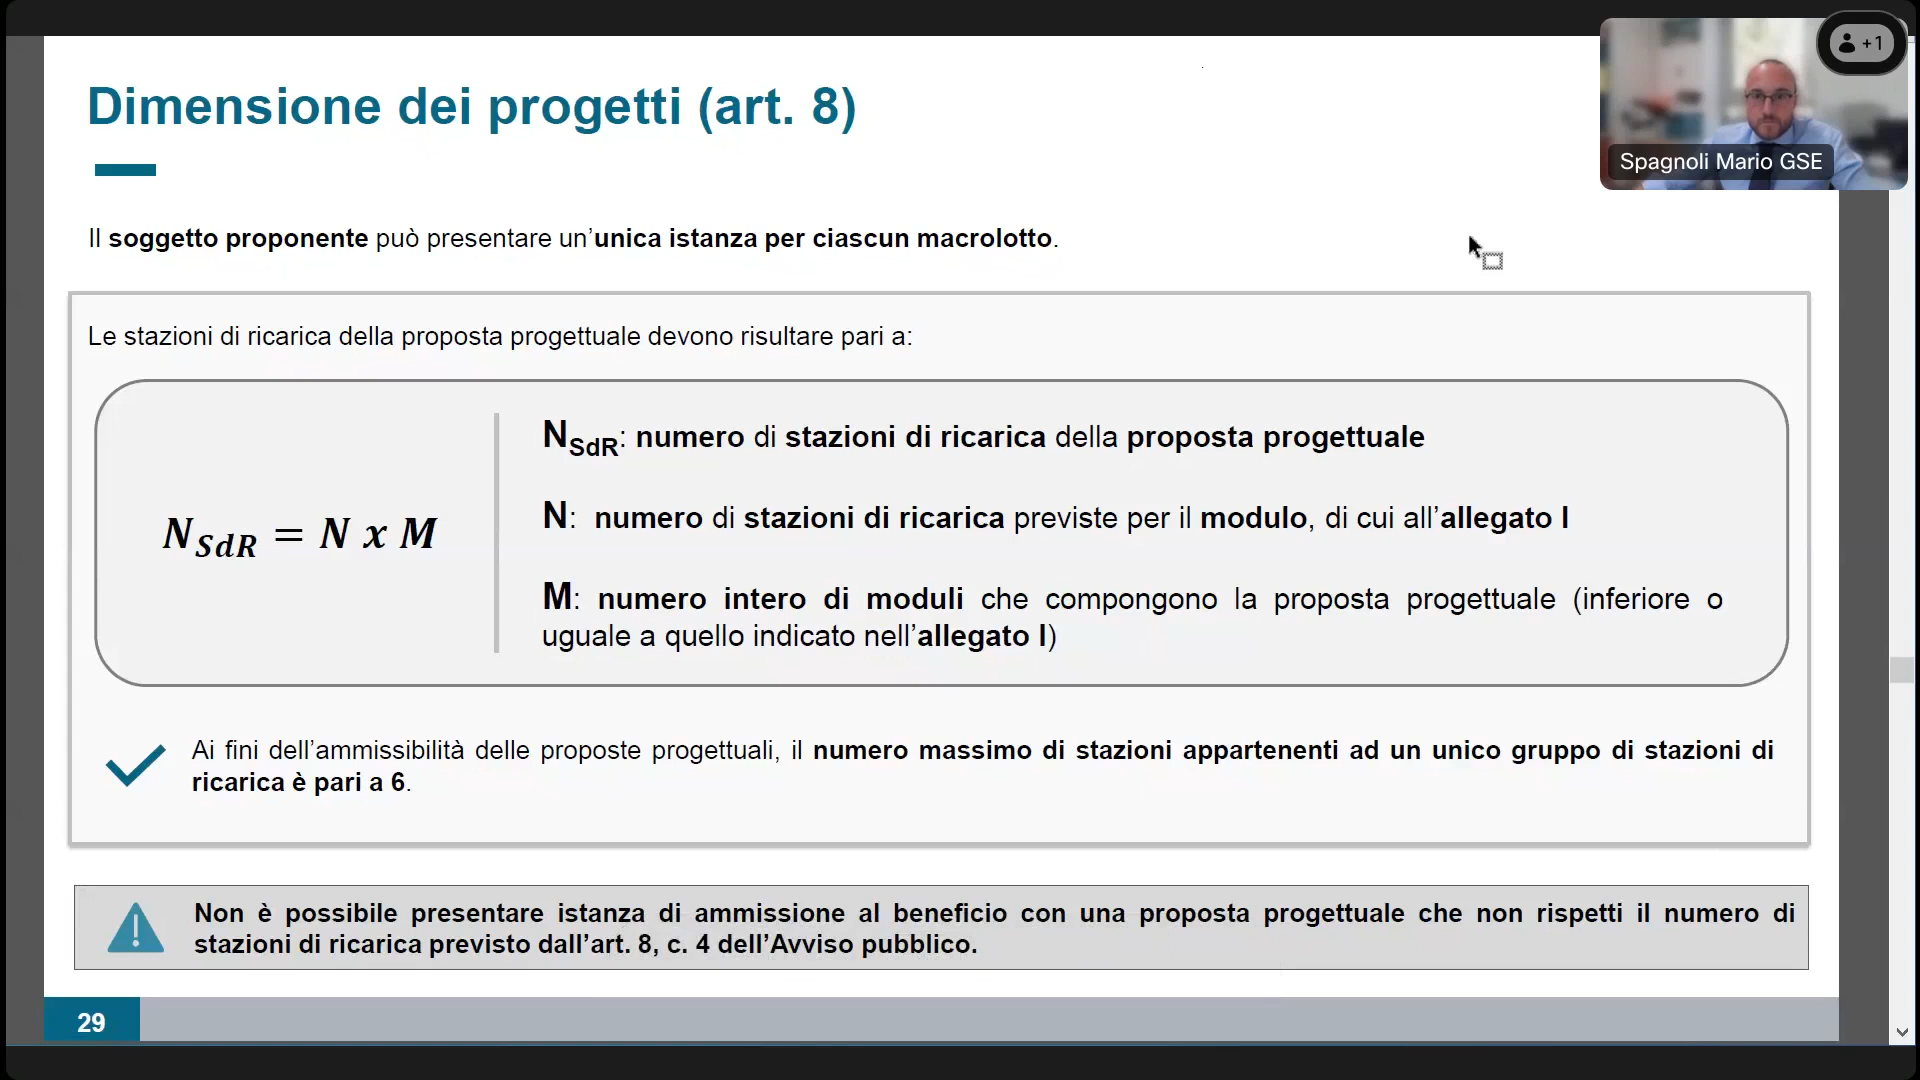 Dimensione dei progetti (art. 8)
+1
Spagnoli Mario GSE
Il soggetto proponente può presentare un’unica istanza per ciascun macrolotto.
Le stazioni di ricarica della proposta progettuale devono risultare pari a:
N_SdR = N x M
N_SdR: numero di stazioni di ricarica della proposta progettuale
N: numero di stazioni di ricarica previste per il modulo, di cui all’allegato I
M: numero intero di moduli che compongono la proposta progettuale (inferiore o
uguale a quello indicato nell’allegato I)
Ai fini dell’ammissibilità delle proposte progettuali, il numero massimo di stazioni appartenenti ad un unico gruppo di stazioni di
ricarica è pari a 6.
Non è possibile presentare istanza di ammissione al beneficio con una proposta progettuale che non rispetti il numero di
stazioni di ricarica previsto dall’art. 8, c. 4 dell’Avviso pubblico.
29